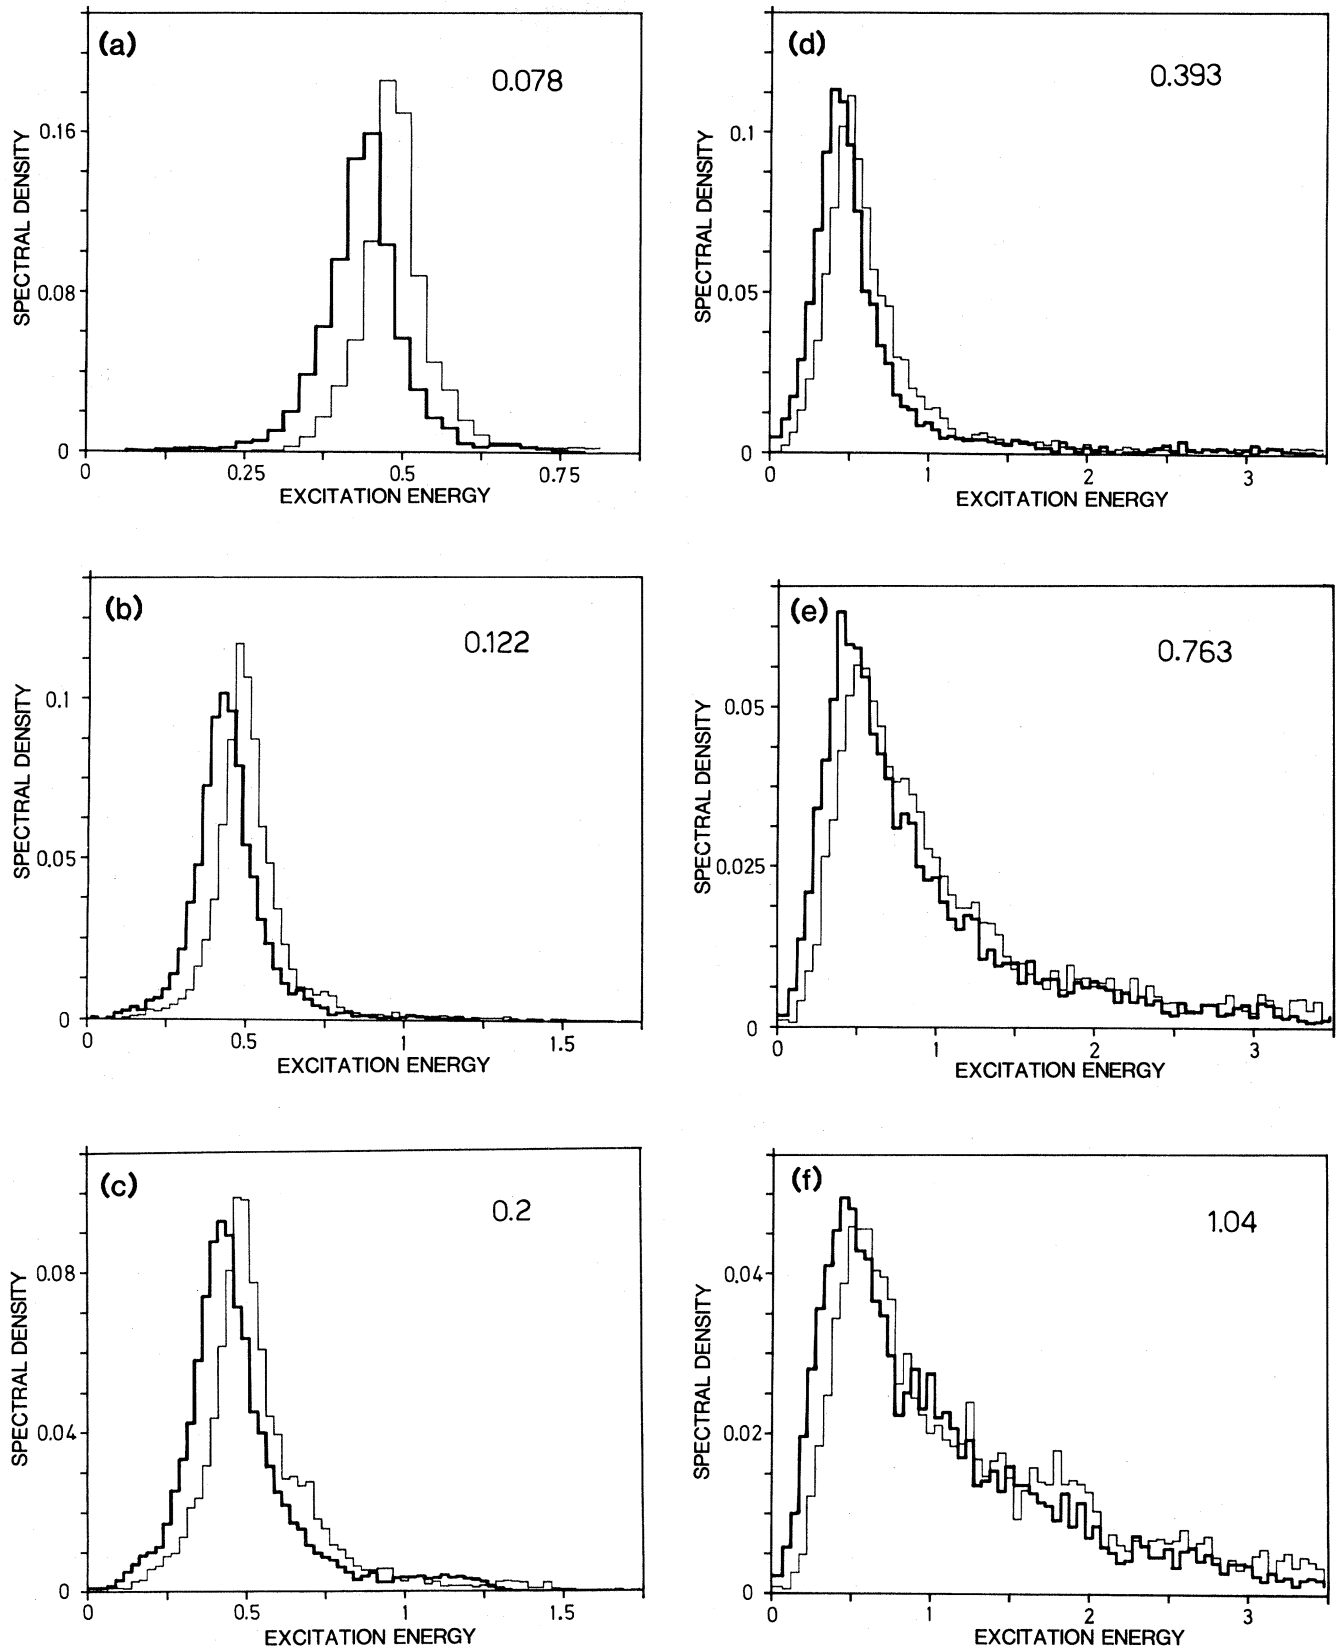 (a)
0.078
SPECTRAL DENSITY
0.16
0.08
0
0 0.25 0.5 0.75
EXCITATION ENERGY
(b)
0.122
SPECTRAL DENSITY
0.1
0.05
0
0 0.5 1 1.5
EXCITATION ENERGY
(c)
0.2
SPECTRAL DENSITY
0.08
0.04
0
0 0.5 1 1.5
EXCITATION ENERGY
(d)
0.393
SPECTRAL DENSITY
0.1
0.05
0
0 1 2 3
EXCITATION ENERGY
(e)
0.763
SPECTRAL DENSITY
0.05
0.025
0
0 1 2 3
EXCITATION ENERGY
(f)
1.04
SPECTRAL DENSITY
0.04
0.02
0
0 1 2 3
EXCITATION ENERGY